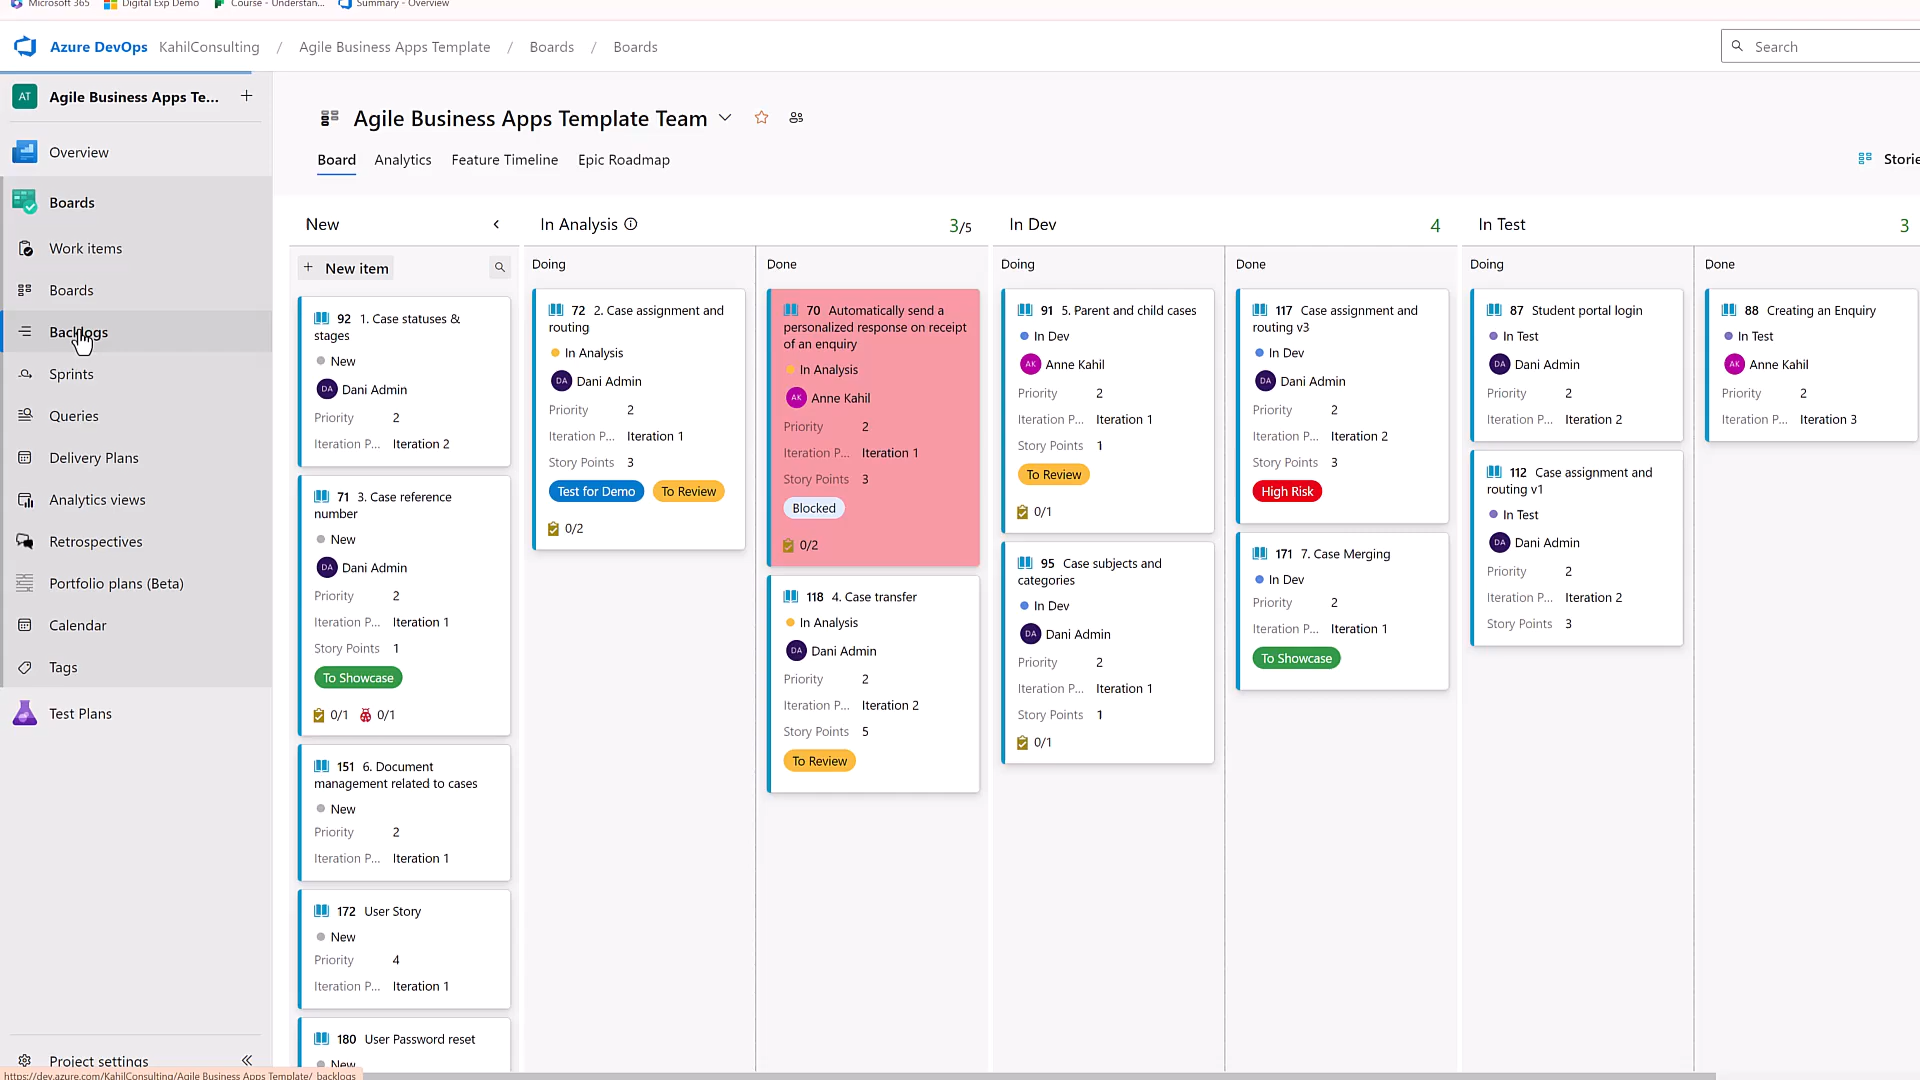 Microsoft 365
Digital Exp Demo
Course - Understan...
Summary - Overview
Azure DevOps
KahilConsulting / Agile Business Apps Template / Boards / Boards
Search
AT
Agile Business Apps Te...
Overview
Boards
Work items
Boards
Backlogs
Sprints
Queries
Delivery Plans
Analytics views
Retrospectives
Portfolio plans (Beta)
Calendar
Tags
Test Plans
Project settings
https://dev.azure.com/KahilConsulting/Agile Business Apps Template/_backlogs
Agile Business Apps Template Team
Board
Analytics
Feature Timeline
Epic Roadmap
Storie
New
New item
92 1. Case statuses &
stages
New
DA Dani Admin
Priority 2
Iteration P... Iteration 2
71 3. Case reference
number
New
DA Dani Admin
Priority 2
Iteration P... Iteration 1
Story Points 1
To Showcase
0/1 0/1
151 6. Document
management related to cases
New
Priority 2
Iteration P... Iteration 1
172 User Story
New
Priority 4
Iteration P... Iteration 1
180 User Password reset
New
In Analysis 3/5
Doing
72 2. Case assignment and
routing
In Analysis
DA Dani Admin
Priority 2
Iteration P... Iteration 1
Story Points 3
Test for Demo To Review
0/2
Done
70 Automatically send a
personalized response on receipt
of an enquiry
In Analysis
AK Anne Kahil
Priority 2
Iteration P... Iteration 1
Story Points 3
Blocked
0/2
118 4. Case transfer
In Analysis
DA Dani Admin
Priority 2
Iteration P... Iteration 2
Story Points 5
To Review
In Dev 4
Doing
91 5. Parent and child cases
In Dev
AK Anne Kahil
Priority 2
Iteration P... Iteration 1
Story Points 1
To Review
0/1
95 Case subjects and
categories
In Dev
DA Dani Admin
Priority 2
Iteration P... Iteration 1
Story Points 1
0/1
Done
117 Case assignment and
routing v3
In Dev
DA Dani Admin
Priority 2
Iteration P... Iteration 2
Story Points 3
High Risk
171 7. Case Merging
In Dev
Priority 2
Iteration P... Iteration 1
To Showcase
In Test 3
Doing
87 Student portal login
In Test
DA Dani Admin
Priority 2
Iteration P... Iteration 2
112 Case assignment and
routing v1
In Test
DA Dani Admin
Priority 2
Iteration P... Iteration 2
Story Points 3
Done
88 Creating an Enquiry
In Test
AK Anne Kahil
Priority 2
Iteration P... Iteration 3